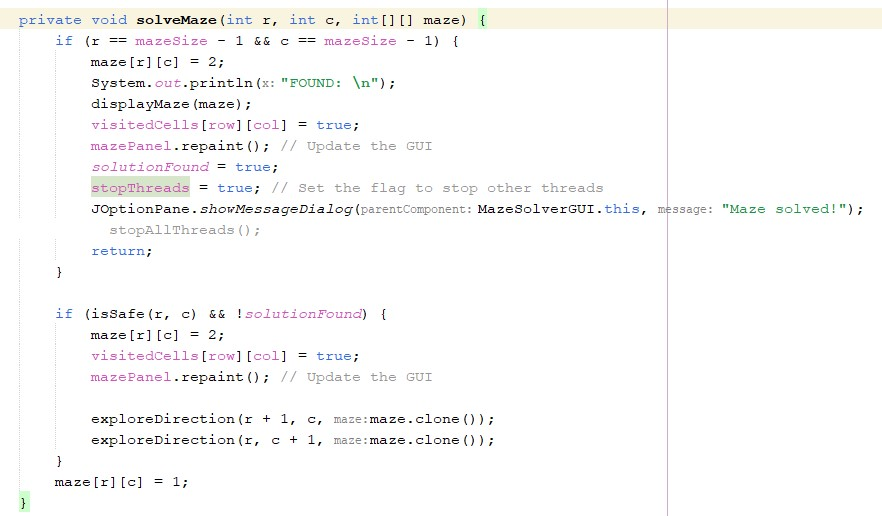 private void solveMaze(int r, int c, int[][] maze) {
if (r == mazeSize - 1 && c == mazeSize - 1) {
maze[r][c] = 2;
System.out.println(x: "FOUND: \n");
displayMaze(maze);
visitedCells[row][col] = true;
mazePanel.repaint(); // Update the GUI
solutionFound = true;
stopThreads = true; // Set the flag to stop other threads
JOptionPane.showMessageDialog(parentComponent: MazeSolverGUI.this, message: "Maze solved!");
stopAllThreads();
return;
}
if (isSafe(r, c) && !solutionFound) {
maze[r][c] = 2;
visitedCells[row][col] = true;
mazePanel.repaint(); // Update the GUI
exploreDirection(r + 1, c, maze:maze.clone());
exploreDirection(r, c + 1, maze:maze.clone());
}
maze[r][c] = 1;
}